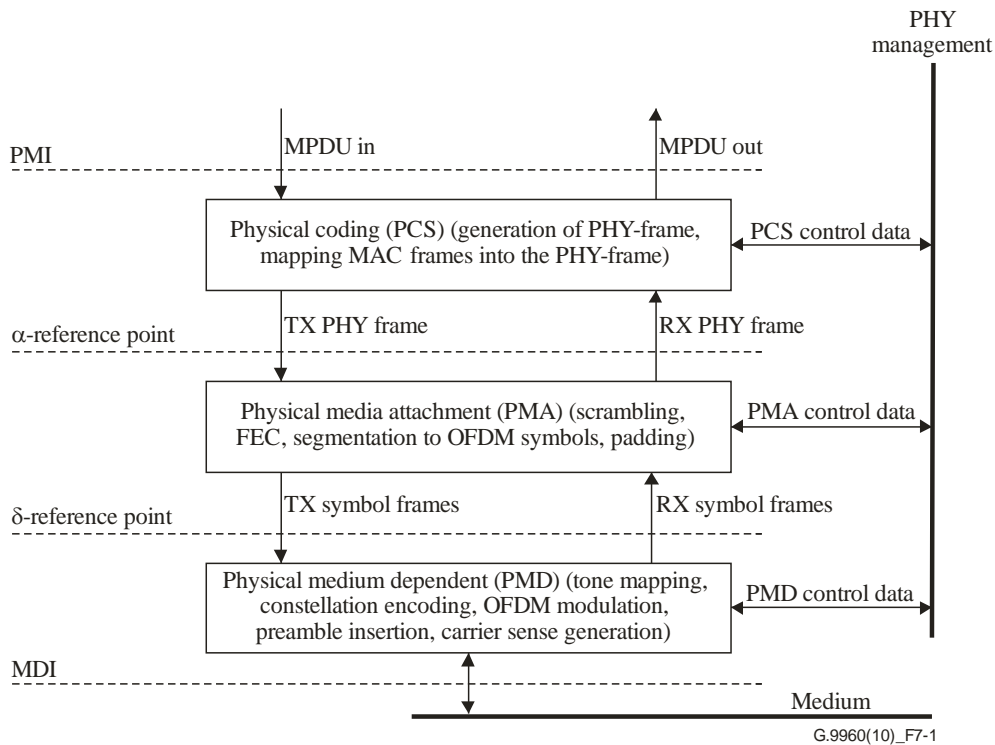 PHY
management
MPDU in
MPDU out
PMI
Physical coding (PCS) (generation of PHY-frame,
mapping MAC frames into the PHY-frame)
PCS control data
TX PHY frame
RX PHY frame
α-reference point
Physical media attachment (PMA) (scrambling,
FEC, segmentation to OFDM symbols, padding)
PMA control data
TX symbol frames
RX symbol frames
δ-reference point
Physical medium dependent (PMD) (tone mapping,
constellation encoding, OFDM modulation,
preamble insertion, carrier sense generation)
PMD control data
MDI
Medium
G.9960(10)_F7-1